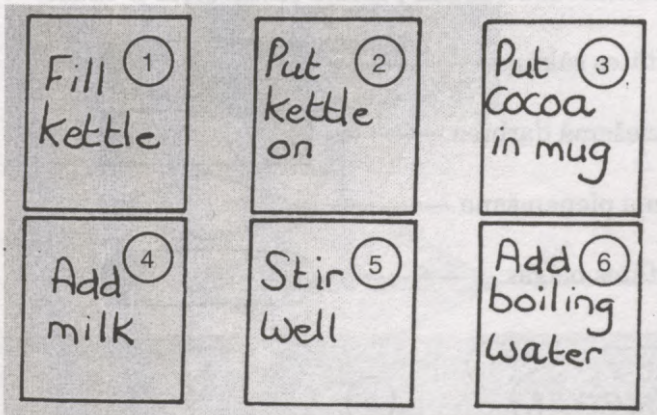 Fill 1
kettle
Put 2
kettle
on
Put 3
cocoa
in mug
Add 4
milk
Stir 5
well
Add 6
boiling
water